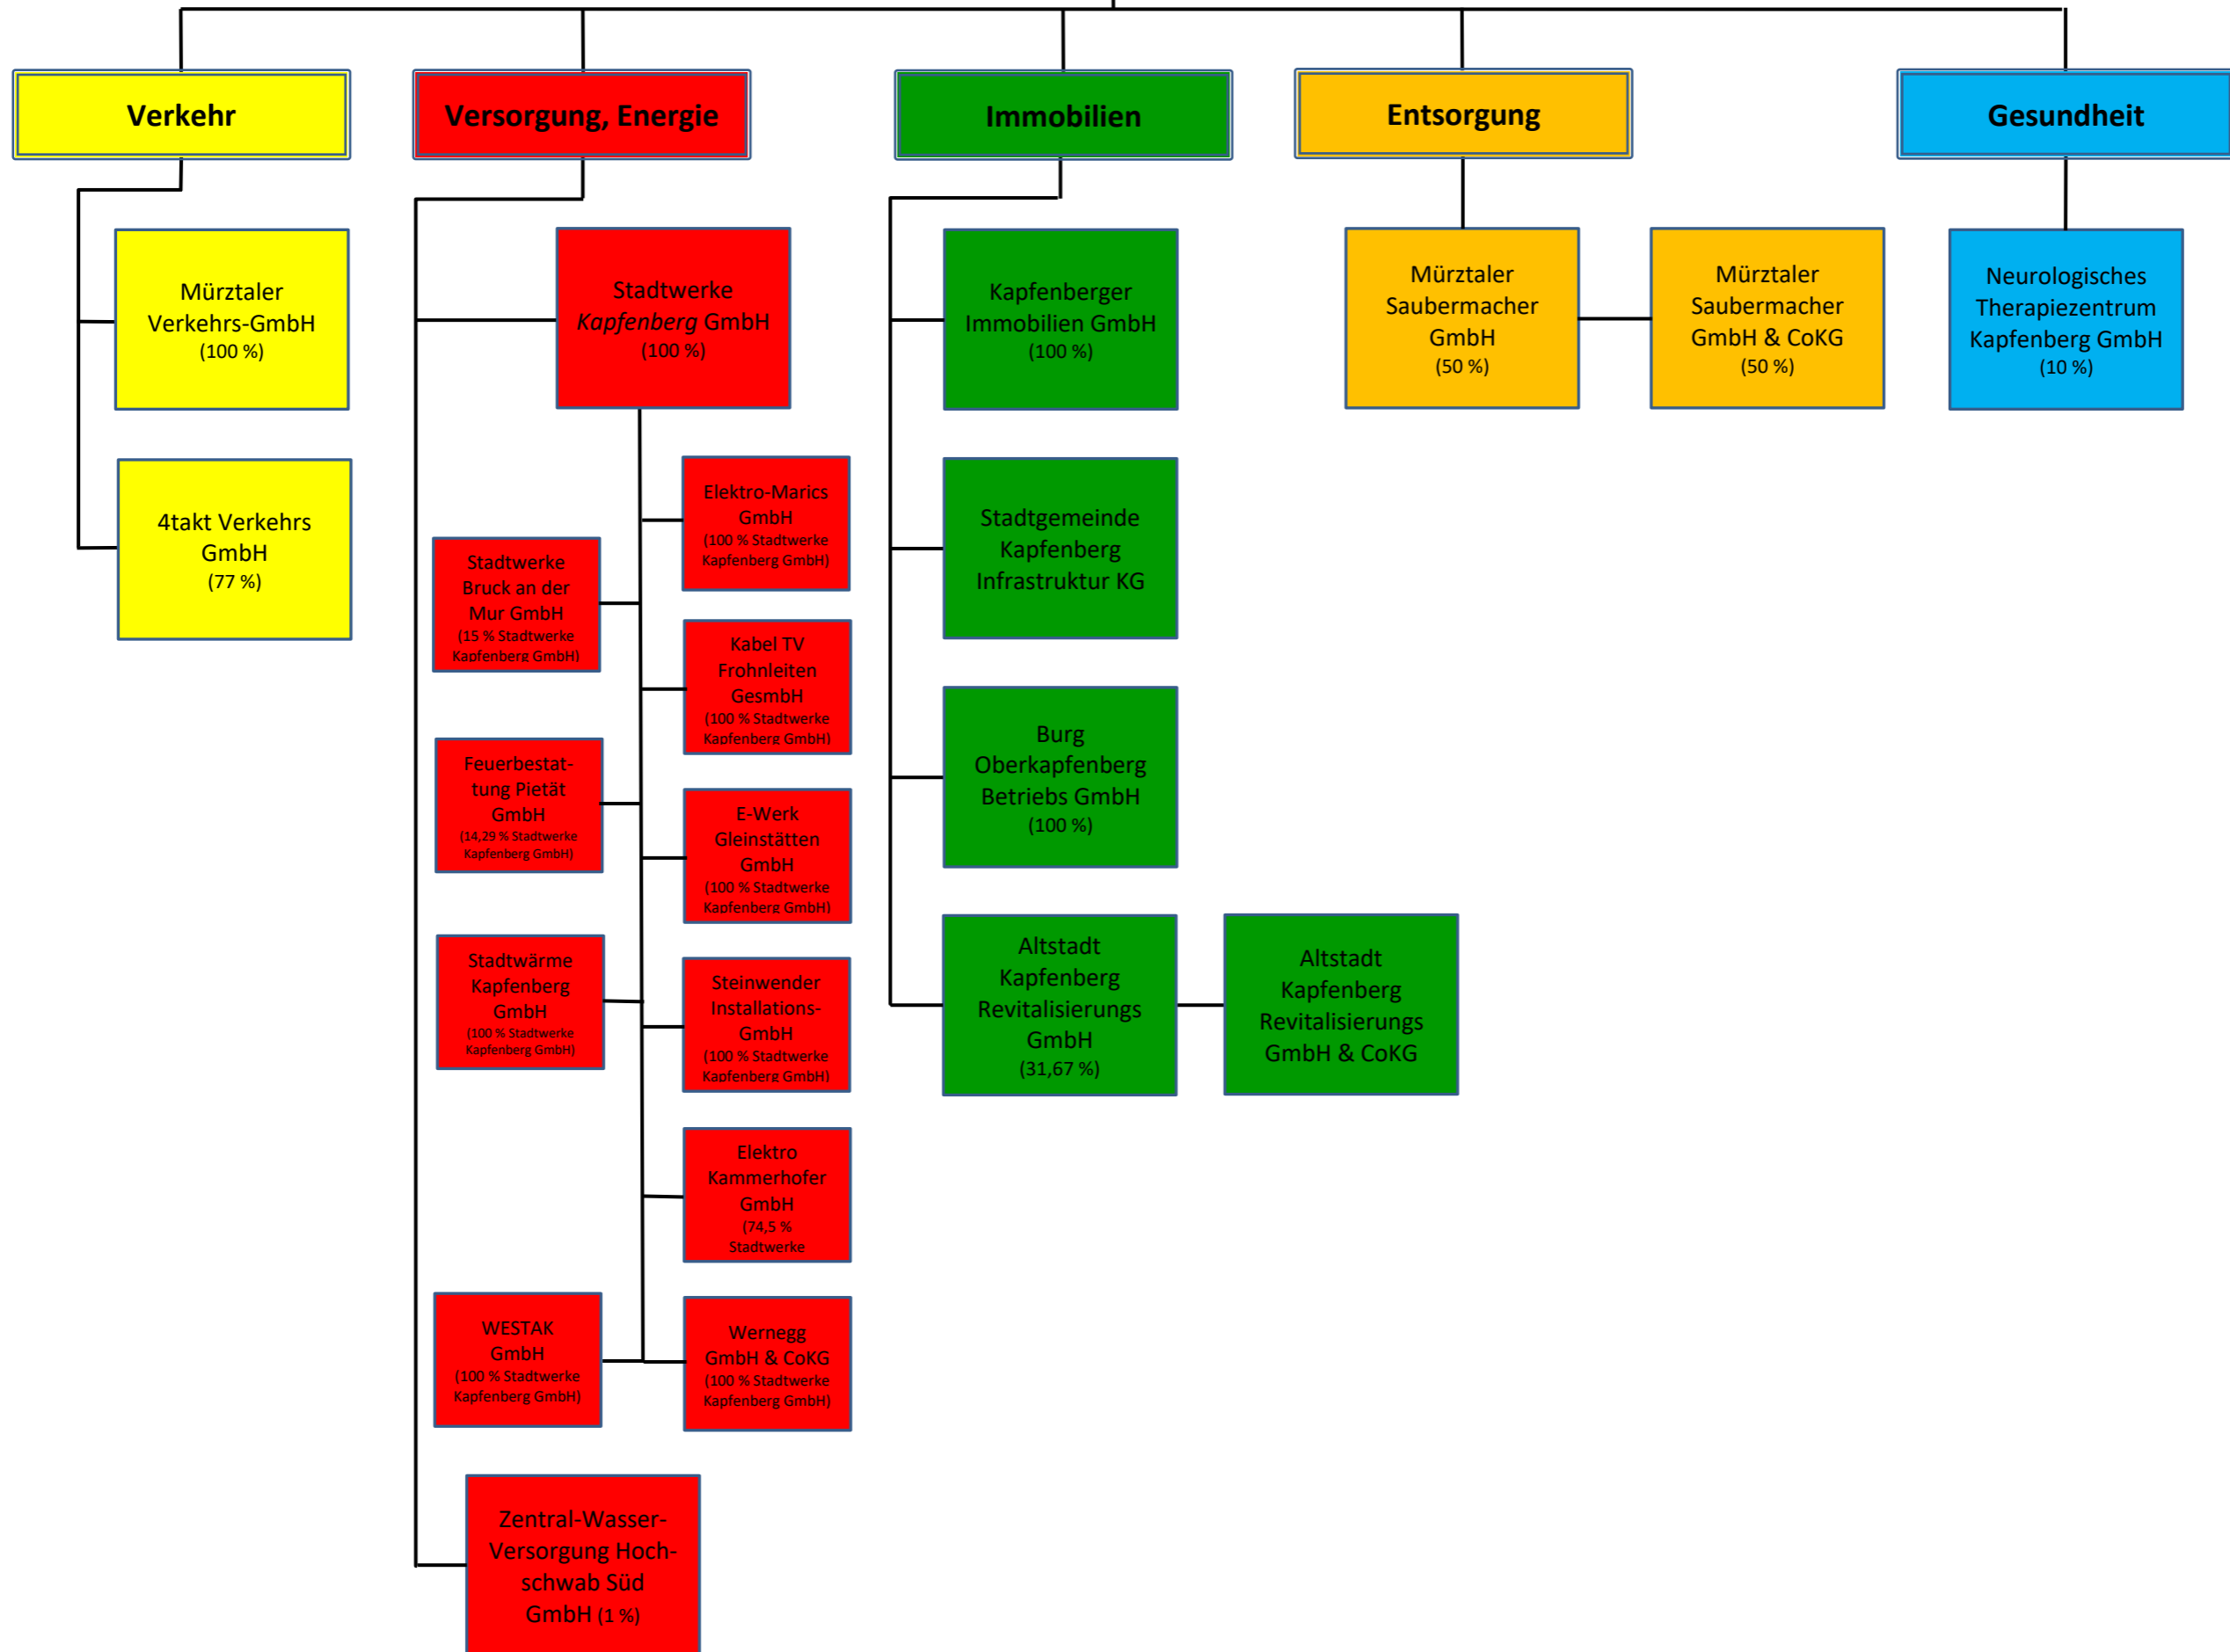 Verkehr
Versorgung, Energie
Immobilien
Entsorgung
Gesundheit
Mürztaler
Verkehrs-GmbH
(100 %)
4takt Verkehrs
GmbH
(77 %)
Stadtwerke
Kapfenberg GmbH
(100 %)
Stadtwerke
Bruck an der
Mur GmbH
(15 % Stadtwerke
Kapfenberg GmbH)
Feuerbestat-
tung Pietät
GmbH
(14,29 % Stadtwerke
Kapfenberg GmbH)
Stadtwärme
Kapfenberg
GmbH
(100 % Stadtwerke
Kapfenberg GmbH)
WESTAK
GmbH
(100 % Stadtwerke
Kapfenberg GmbH)
Elektro-Marics
GmbH
(100 % Stadtwerke
Kapfenberg GmbH)
Kabel TV
Frohnleiten
GesmbH
(100 % Stadtwerke
Kapfenberg GmbH)
E-Werk
Gleinstätten
GmbH
(100 % Stadtwerke
Kapfenberg GmbH)
Steinwender
Installations-
GmbH
(100 % Stadtwerke
Kapfenberg GmbH)
Elektro
Kammerhofer
GmbH
(74,5 %
Stadtwerke
Wernegg
GmbH & CoKG
(100 % Stadtwerke
Kapfenberg GmbH)
Zentral-Wasser-
Versorgung Hoch-
schwab Süd
GmbH (1 %)
Kapfenberger
Immobilien GmbH
(100 %)
Stadtgemeinde
Kapfenberg
Infrastruktur KG
Burg
Oberkapfenberg
Betriebs GmbH
(100 %)
Altstadt
Kapfenberg
Revitalisierungs
GmbH
(31,67 %)
Altstadt
Kapfenberg
Revitalisierungs
GmbH & CoKG
Mürztaler
Saubermacher
GmbH
(50 %)
Mürztaler
Saubermacher
GmbH & CoKG
(50 %)
Neurologisches
Therapiezentrum
Kapfenberg GmbH
(10 %)